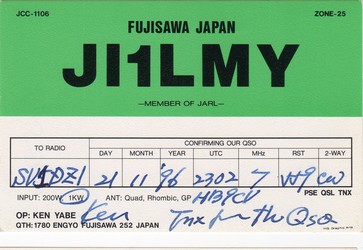 JCC-1106 ZONE-25
FUJISAWA JAPAN
JI1LMY
—MEMBER OF JARL—
TO RADIO CONFIRMING OUR QSO
DAY MONTH YEAR UTC MHz RST 2-WAY
SV1DZI 21 11 '96 2302 7 CW
INPUT: 200W 1KW ANT: Quad, Rhombic, GP HB9CV PSE QSL TNX
OP: KEN YABE Ken Tnx for the Qso
QTH: 1780 ENGYO FUJISAWA 252 JAPAN